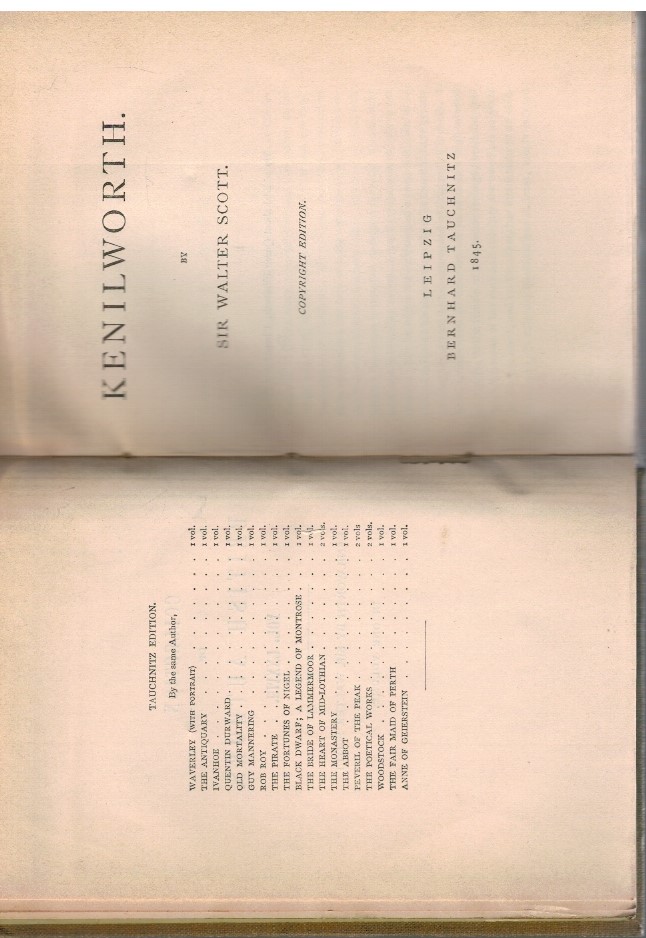 TAUCHNITZ EDITION.
By the same Author,
WAVERLEY (WITH PORTRAIT) . . . . . . . 1 vol.
THE ANTIQUARY . . . . . . . . . . 1 vol.
IVANHOE . . . . . . . . . . . . 1 vol.
QUENTIN DURWARD . . . . . . . . . . 1 vol.
OLD MORTALITY . . . . . . . . . . 1 vol.
GUY MANNERING . . . . . . . . . . 1 vol.
ROB ROY . . . . . . . . . . . . 1 vol.
THE PIRATE . . . . . . . . . . . 1 vol.
THE FORTUNES OF NIGEL . . . . . . . . 1 vol.
BLACK DWARF; A LEGEND OF MONTROSE . . . 1 vol.
THE BRIDE OF LAMMERMOOR . . . . . . . 1 vol.
THE HEART OF MID-LOTHIAN . . . . . . . 2 vols.
THE MONASTERY . . . . . . . . . . 1 vol.
THE ABBOT . . . . . . . . . . . 1 vol.
PEVERIL OF THE PEAK . . . . . . . . 2 vols
THE POETICAL WORKS . . . . . . . . . 2 vols.
WOODSTOCK . . . . . . . . . . . 1 vol.
THE FAIR MAID OF PERTH . . . . . . . 1 vol.
ANNE OF GEIERSTEIN . . . . . . . . . 1 vol.
KENILWORTH.
BY
SIR WALTER SCOTT.
COPYRIGHT EDITION.
LEIPZIG
BERNHARD TAUCHNITZ
1845.